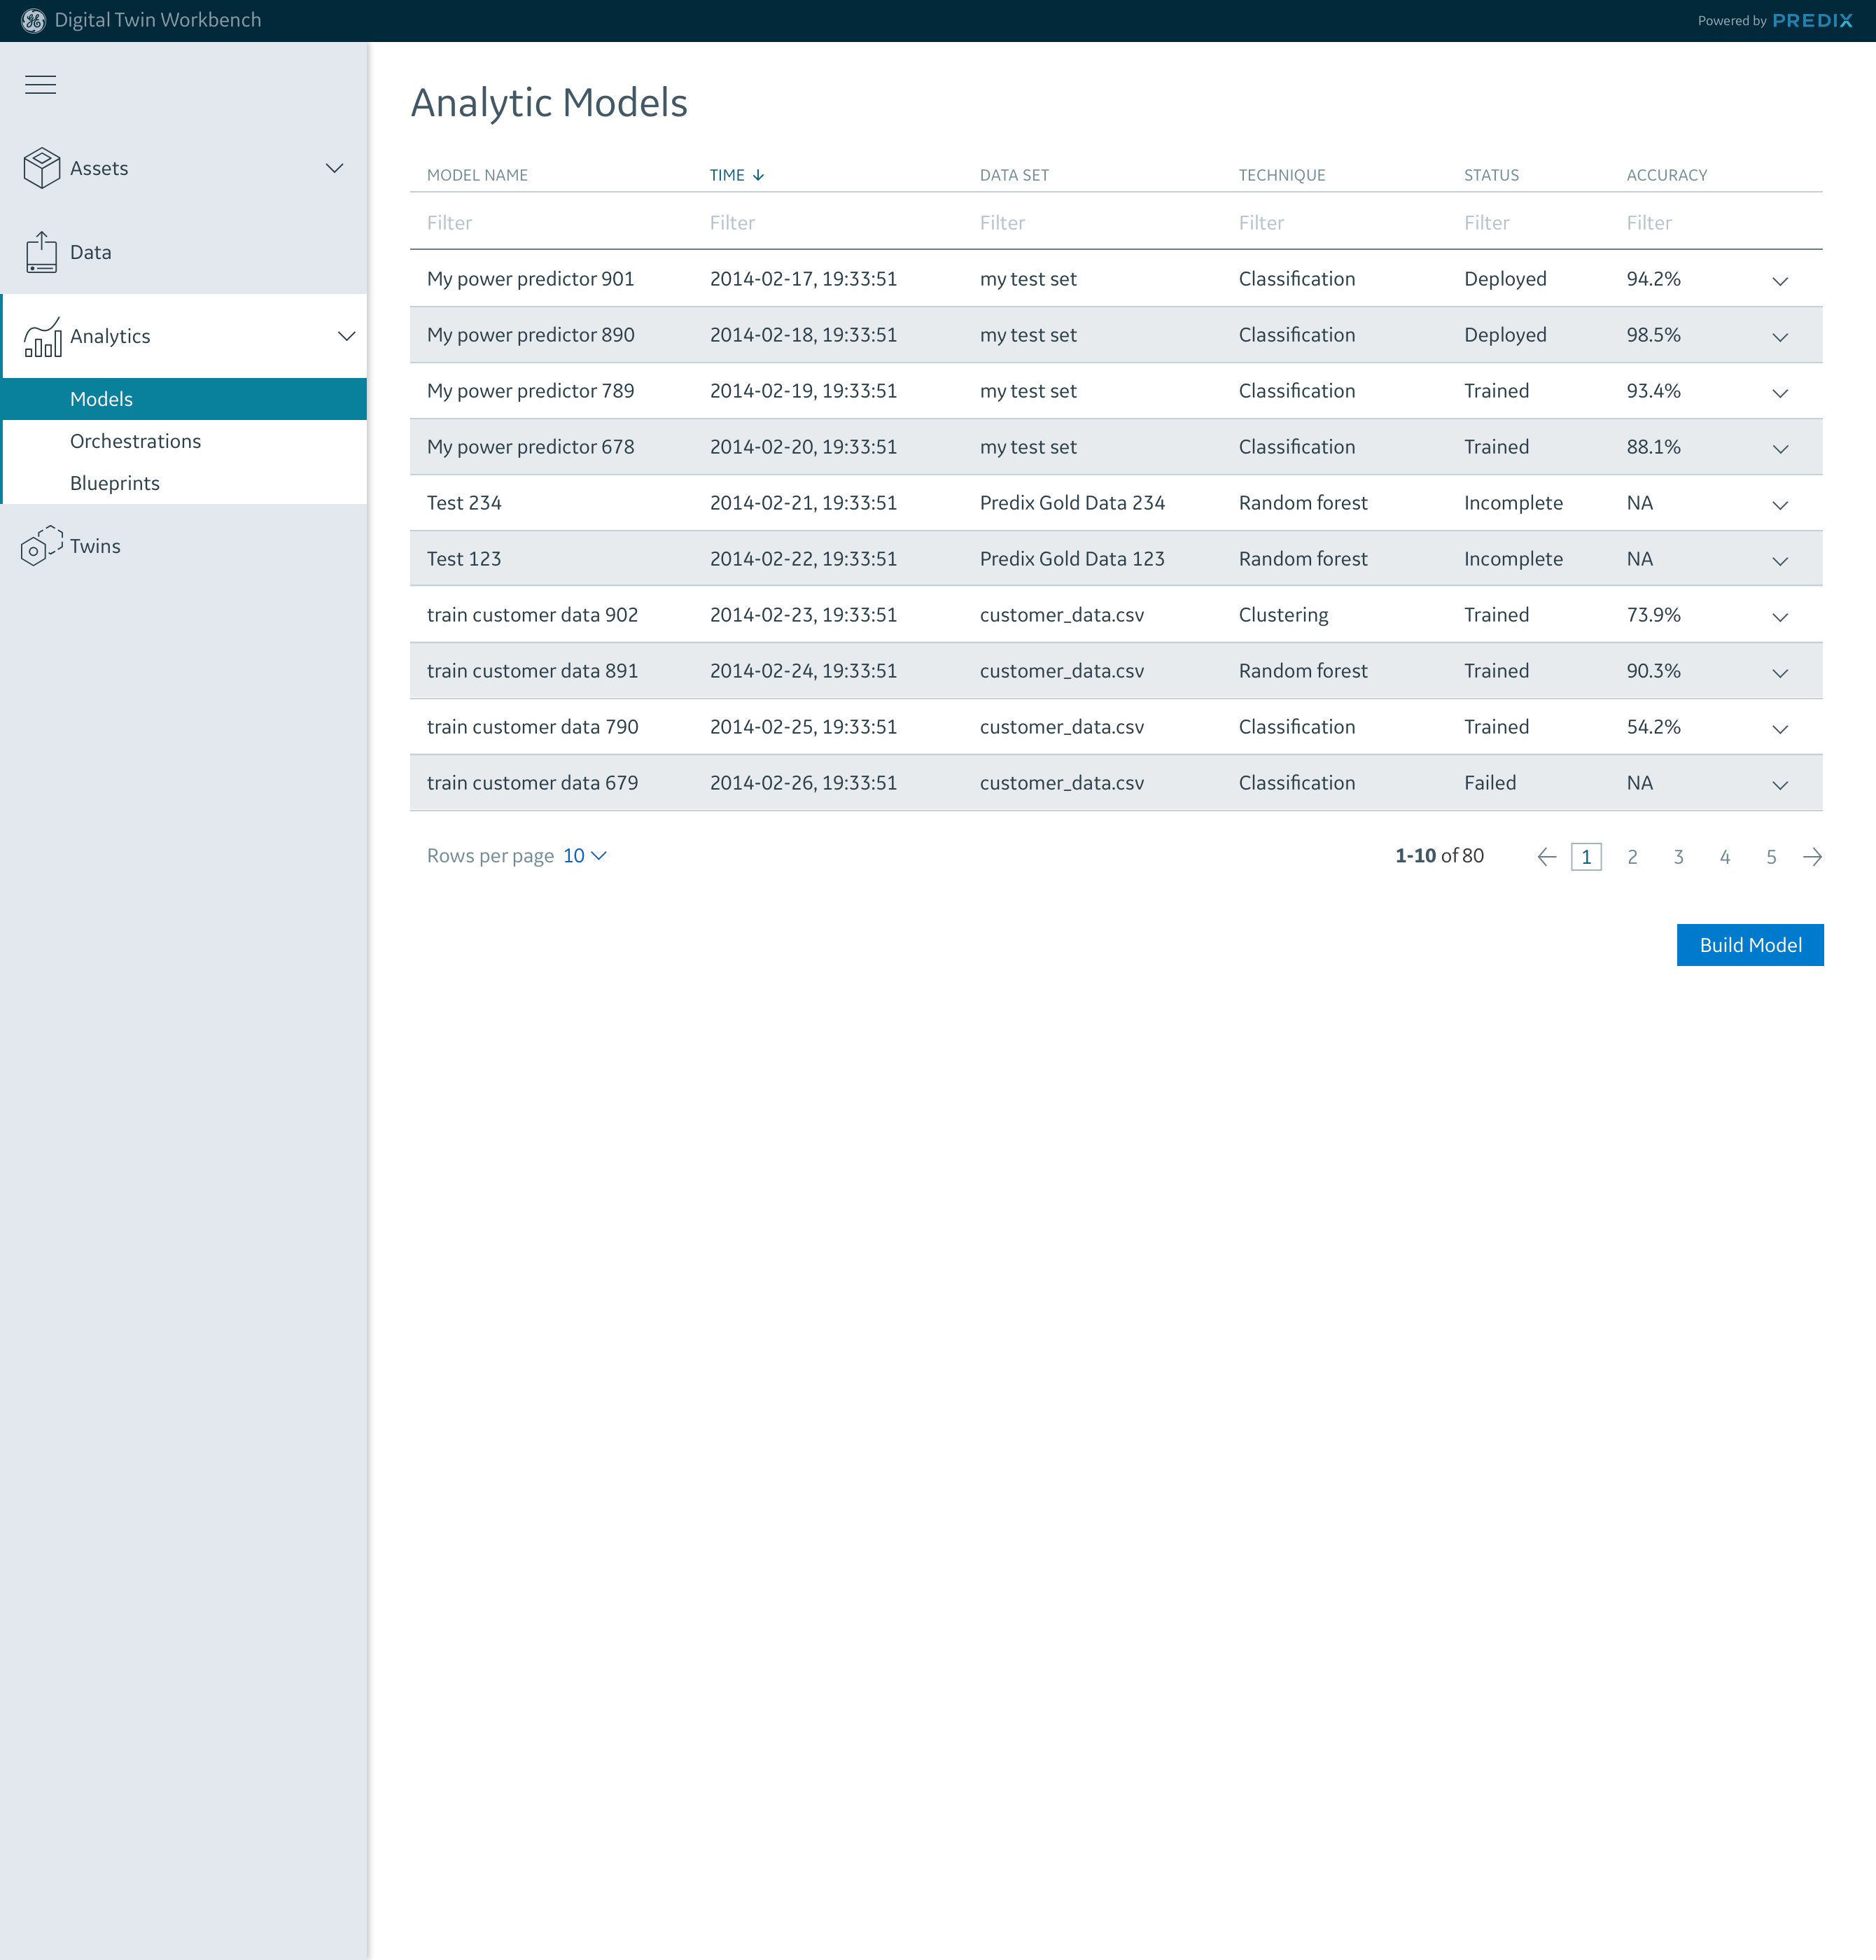 Digital Twin Workbench
Powered by PREDIX
Assets
Data
Analytics
Models
Orchestrations
Blueprints
Twins
Analytic Models
MODEL NAME TIME ↓ DATA SET TECHNIQUE STATUS ACCURACY
Filter Filter Filter Filter Filter Filter
My power predictor 901 2014-02-17, 19:33:51 my test set Classification Deployed 94.2%
My power predictor 890 2014-02-18, 19:33:51 my test set Classification Deployed 98.5%
My power predictor 789 2014-02-19, 19:33:51 my test set Classification Trained 93.4%
My power predictor 678 2014-02-20, 19:33:51 my test set Classification Trained 88.1%
Test 234 2014-02-21, 19:33:51 Predix Gold Data 234 Random forest Incomplete NA
Test 123 2014-02-22, 19:33:51 Predix Gold Data 123 Random forest Incomplete NA
train customer data 902 2014-02-23, 19:33:51 customer_data.csv Clustering Trained 73.9%
train customer data 891 2014-02-24, 19:33:51 customer_data.csv Random forest Trained 90.3%
train customer data 790 2014-02-25, 19:33:51 customer_data.csv Classification Trained 54.2%
train customer data 679 2014-02-26, 19:33:51 customer_data.csv Classification Failed NA
Rows per page 10 1-10 of 80 ← 1 2 3 4 5 →
Build Model